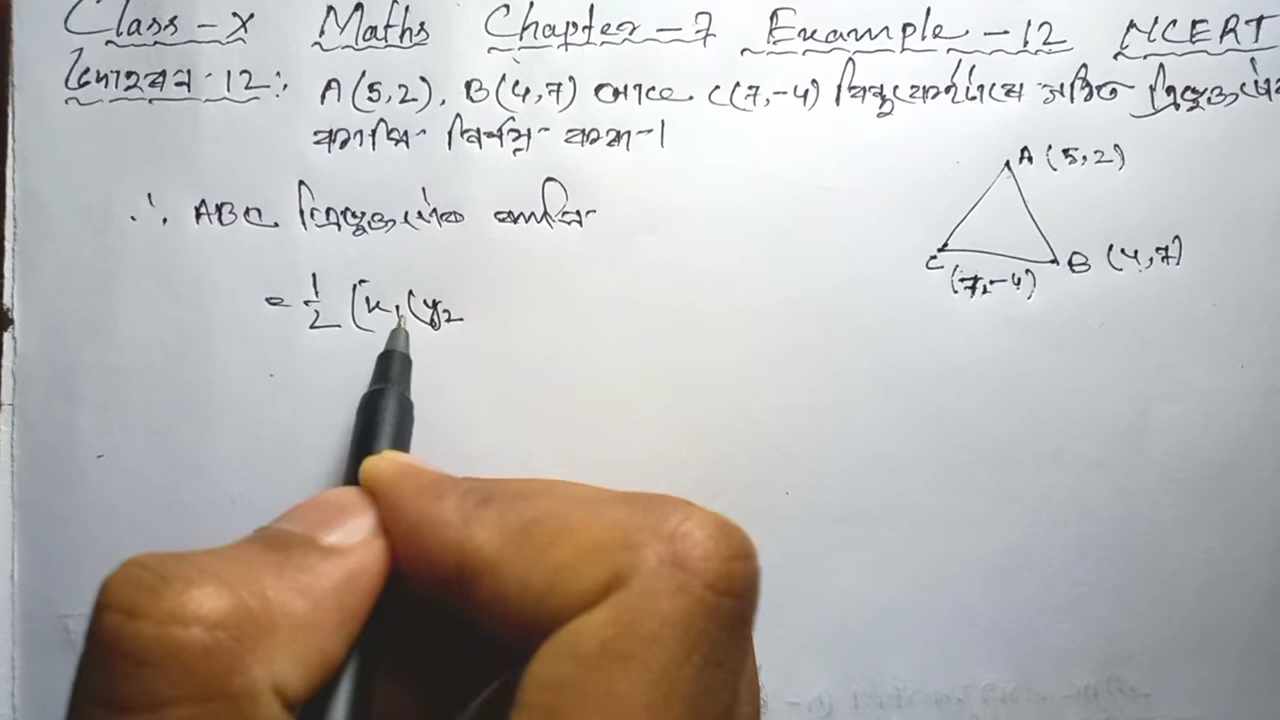 Class-X Maths Chapter-7 Example-12 NCERT
উদাহৰণ-12: A(5,2), B(4,7) আৰু C(7,-4) বিন্দুকেইটাৰে গঠিত
কালি নিৰ্ণয় কৰা।
A(5,2)
∴ ABC ত্ৰিভুজটোৰ কালি
C B (4,7)
(7,-4)
= 1/2 [x₁(y₂